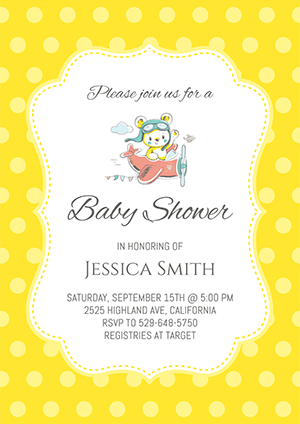 Please join us for a
Baby Shower
IN HONORING OF
JESSICA SMITH
SATURDAY, SEPTEMBER 15TH @ 5:00 PM
2525 HIGHLAND AVE, CALIFORNIA
RSVP TO 529-648-5750
REGISTRIES AT TARGET